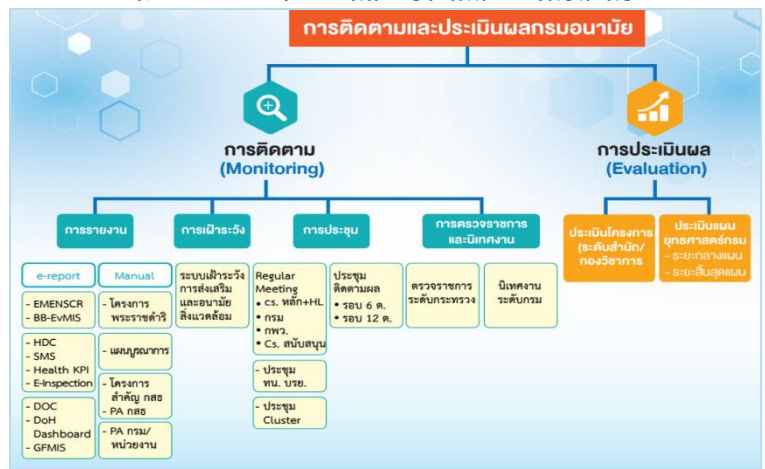 การติดตามและประเมินผลกรมอนามัย
การติดตาม
(Monitoring)
การประเมินผล
(Evaluation)
การรายงาน
การเฝ้าระวัง
การประชุม
การตรวจราชการ
และนิเทศงาน
ประเมินโครงการ
(ระดับสำนัก/
กองวิชาการ
ประเมินแผน
ยุทธศาสตร์กรม
- ระยะกลางแผน
- ระยะสิ้นสุดแผน
e-report
- EMENSCR
- BB-EvMIS
- HDC
- SMS
- Health KPI
- E-Inspection
- DOC
- DoH
Dashboard
- GFMIS
Manual
- โครงการ
พระราชดำริ
- แผนบูรณาการ
- โครงการ
สำคัญ กสธ
- PA กสธ
- PA กรม/
หน่วยงาน
ระบบเฝ้าระวัง
การส่งเสริม
และอนามัย
สิ่งแวดล้อม
Regular
Meeting
• Cs. หลัก+HL
• กรม
• กพว.
• Cs. สนับสนุน
- ประชุม
ทน. บรย.
- ประชุม
Cluster
ประชุม
ติดตามผล
• รอบ 6 ด.
• รอบ 12 ด.
ตรวจราชการ
ระดับกระทรวง
นิเทศงาน
ระดับกรม